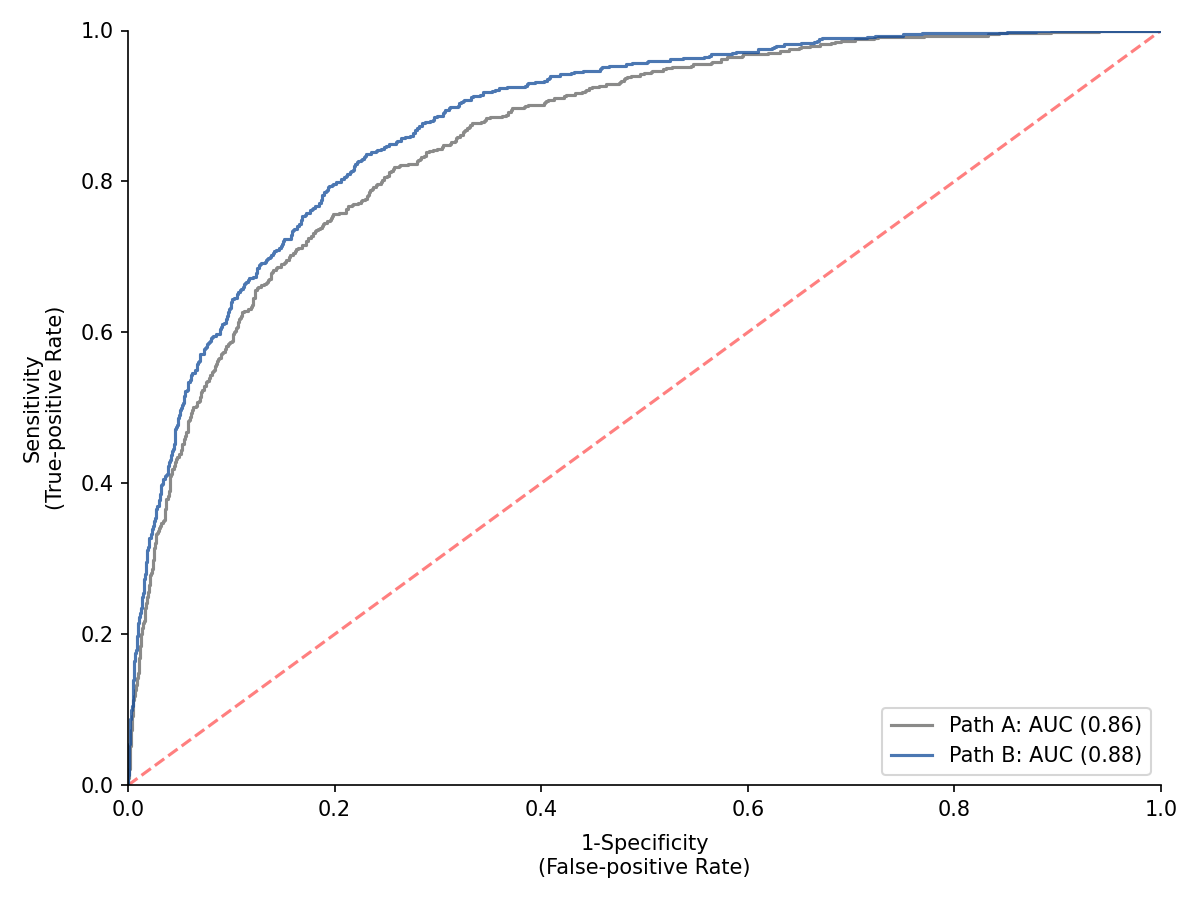 1.0
0.8
0.6
0.4
0.2
0.0
Sensitivity
(True-positive Rate)
Path A: AUC (0.86)
Path B: AUC (0.88)
0.0 0.2 0.4 0.6 0.8 1.0
1-Specificity
(False-positive Rate)